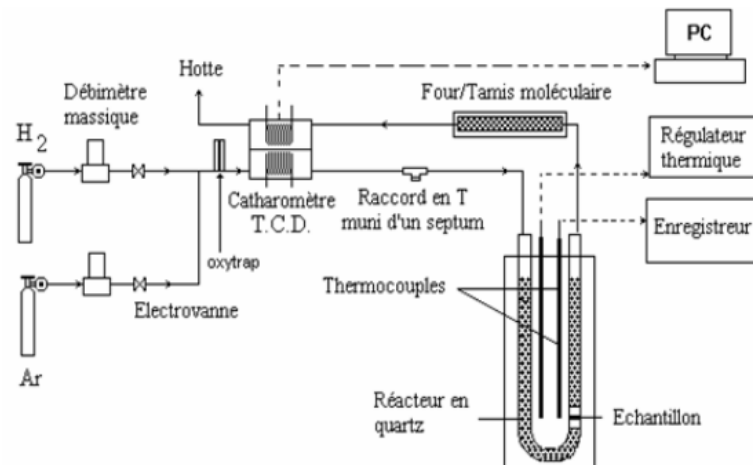 PC
Hotte
Four/Tamis moléculaire
Débimètre
massique
H2
Régulateur
thermique
Catharomètre
T.C.D.
Raccord en T
muni d'un septum
Enregistreur
oxytrap
Thermocouples
Electrovanne
Ar
Réacteur en
quartz
Echantillon